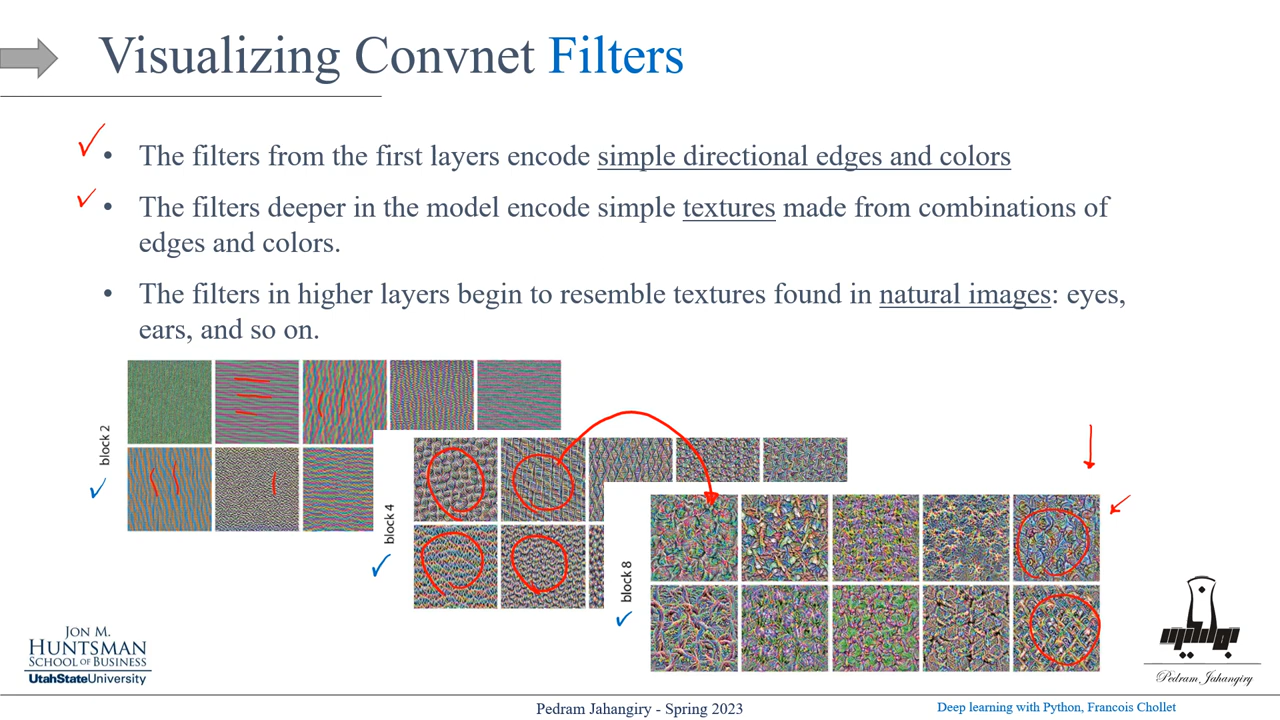 Visualizing Convnet Filters
• The filters from the first layers encode simple directional edges and colors
• The filters deeper in the model encode simple textures made from combinations of
edges and colors.
• The filters in higher layers begin to resemble textures found in natural images: eyes,
ears, and so on.
block 2
block 4
block 8
JON M.
HUNTSMAN
SCHOOL OF BUSINESS
UtahStateUniversity
Pedram Jahangiry
Pedram Jahangiry - Spring 2023
Deep learning with Python, Francois Chollet